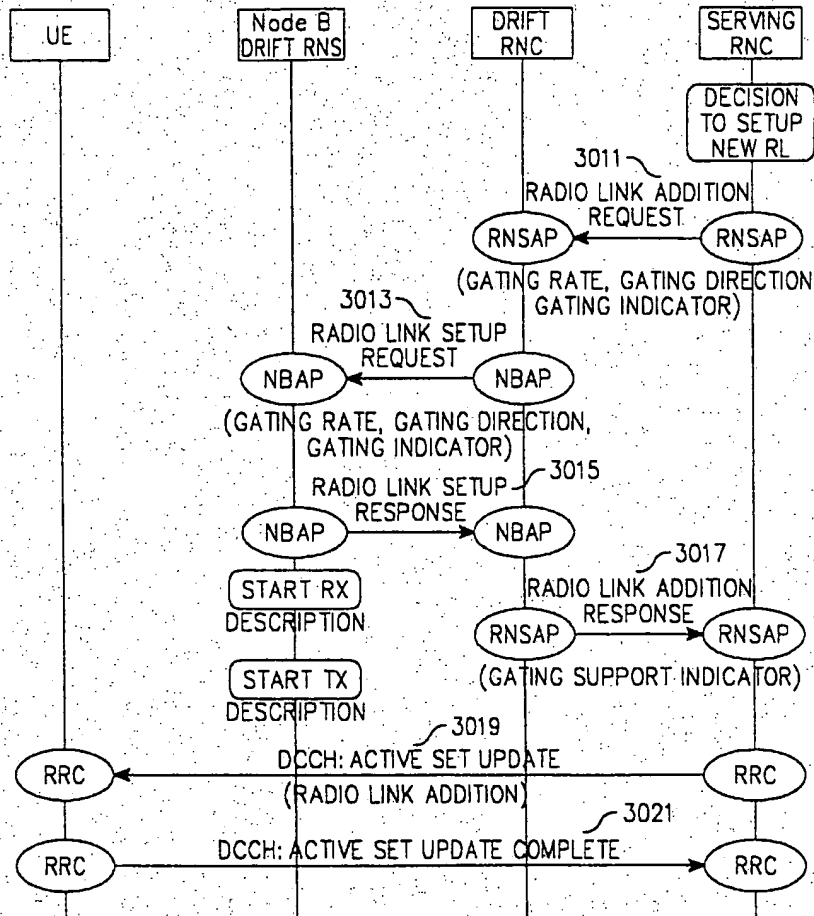 UE
Node B
DRIFT RNS
DRIFT
RNC
SERVING
RNC
DECISION
TO SETUP
NEW RL
3011
RADIO LINK ADDITION
REQUEST
RNSAP
RNSAP
(GATING RATE, GATING DIRECTION
GATING INDICATOR)
3013
RADIO LINK SETUP
REQUEST
NBAP
NBAP
(GATING RATE, GATING DIRECTION,
GATING INDICATOR)
3015
RADIO LINK SETUP
RESPONSE
NBAP
NBAP
3017
RADIO LINK ADDITION
RESPONSE
START RX
DESCRIPTION
RNSAP
RNSAP
(GATING SUPPORT INDICATOR)
START TX
DESCRIPTION
3019
DCCH: ACTIVE SET UPDATE
RRC
RRC
(RADIO LINK ADDITION)
3021
DCCH: ACTIVE SET UPDATE COMPLETE
RRC
RRC